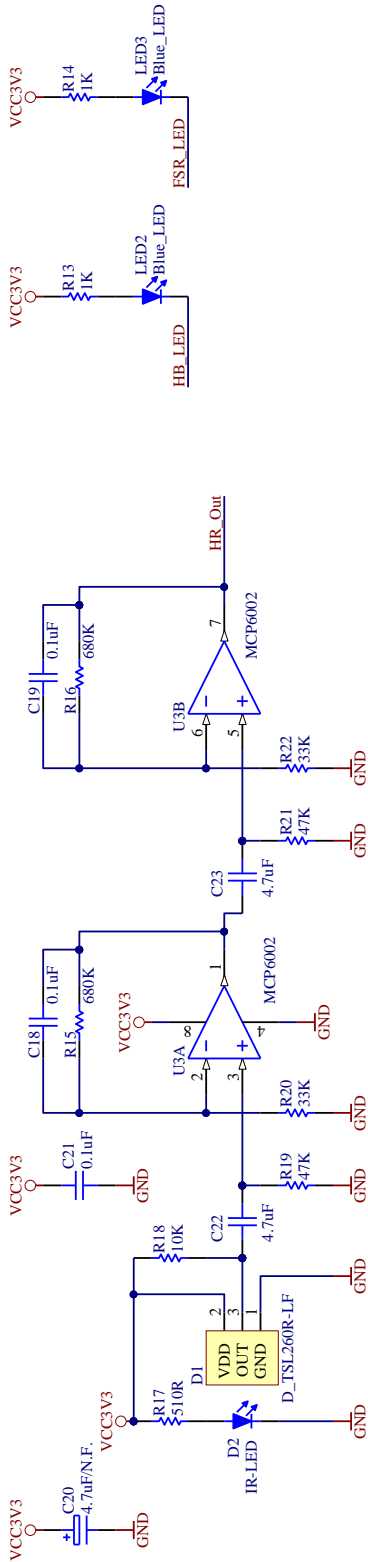 VCC3V3
C20
4.7uF/N.F.
+
GND
VCC3V3
R17
510R
D2
IR-LED
GND
D1
VDD
OUT
GND
2
3
1
D_TSL260R-LF
R18
10K
GND
C22
4.7uF
VCC3V3
C21
0.1uF
GND
R19
47K
GND
R20
33K
GND
C18
0.1uF
R15
680K
VCC3V3
U3A
2
3
8
4
1
MCP6002
GND
C23
4.7uF
R21
47K
GND
R22
33K
GND
C19
0.1uF
R16
680K
U3B
6
5
7
MCP6002
HR_Out
VCC3V3
R13
1K
LED2
Blue_LED
HB_LED
VCC3V3
R14
1K
LED3
Blue_LED
FSR_LED